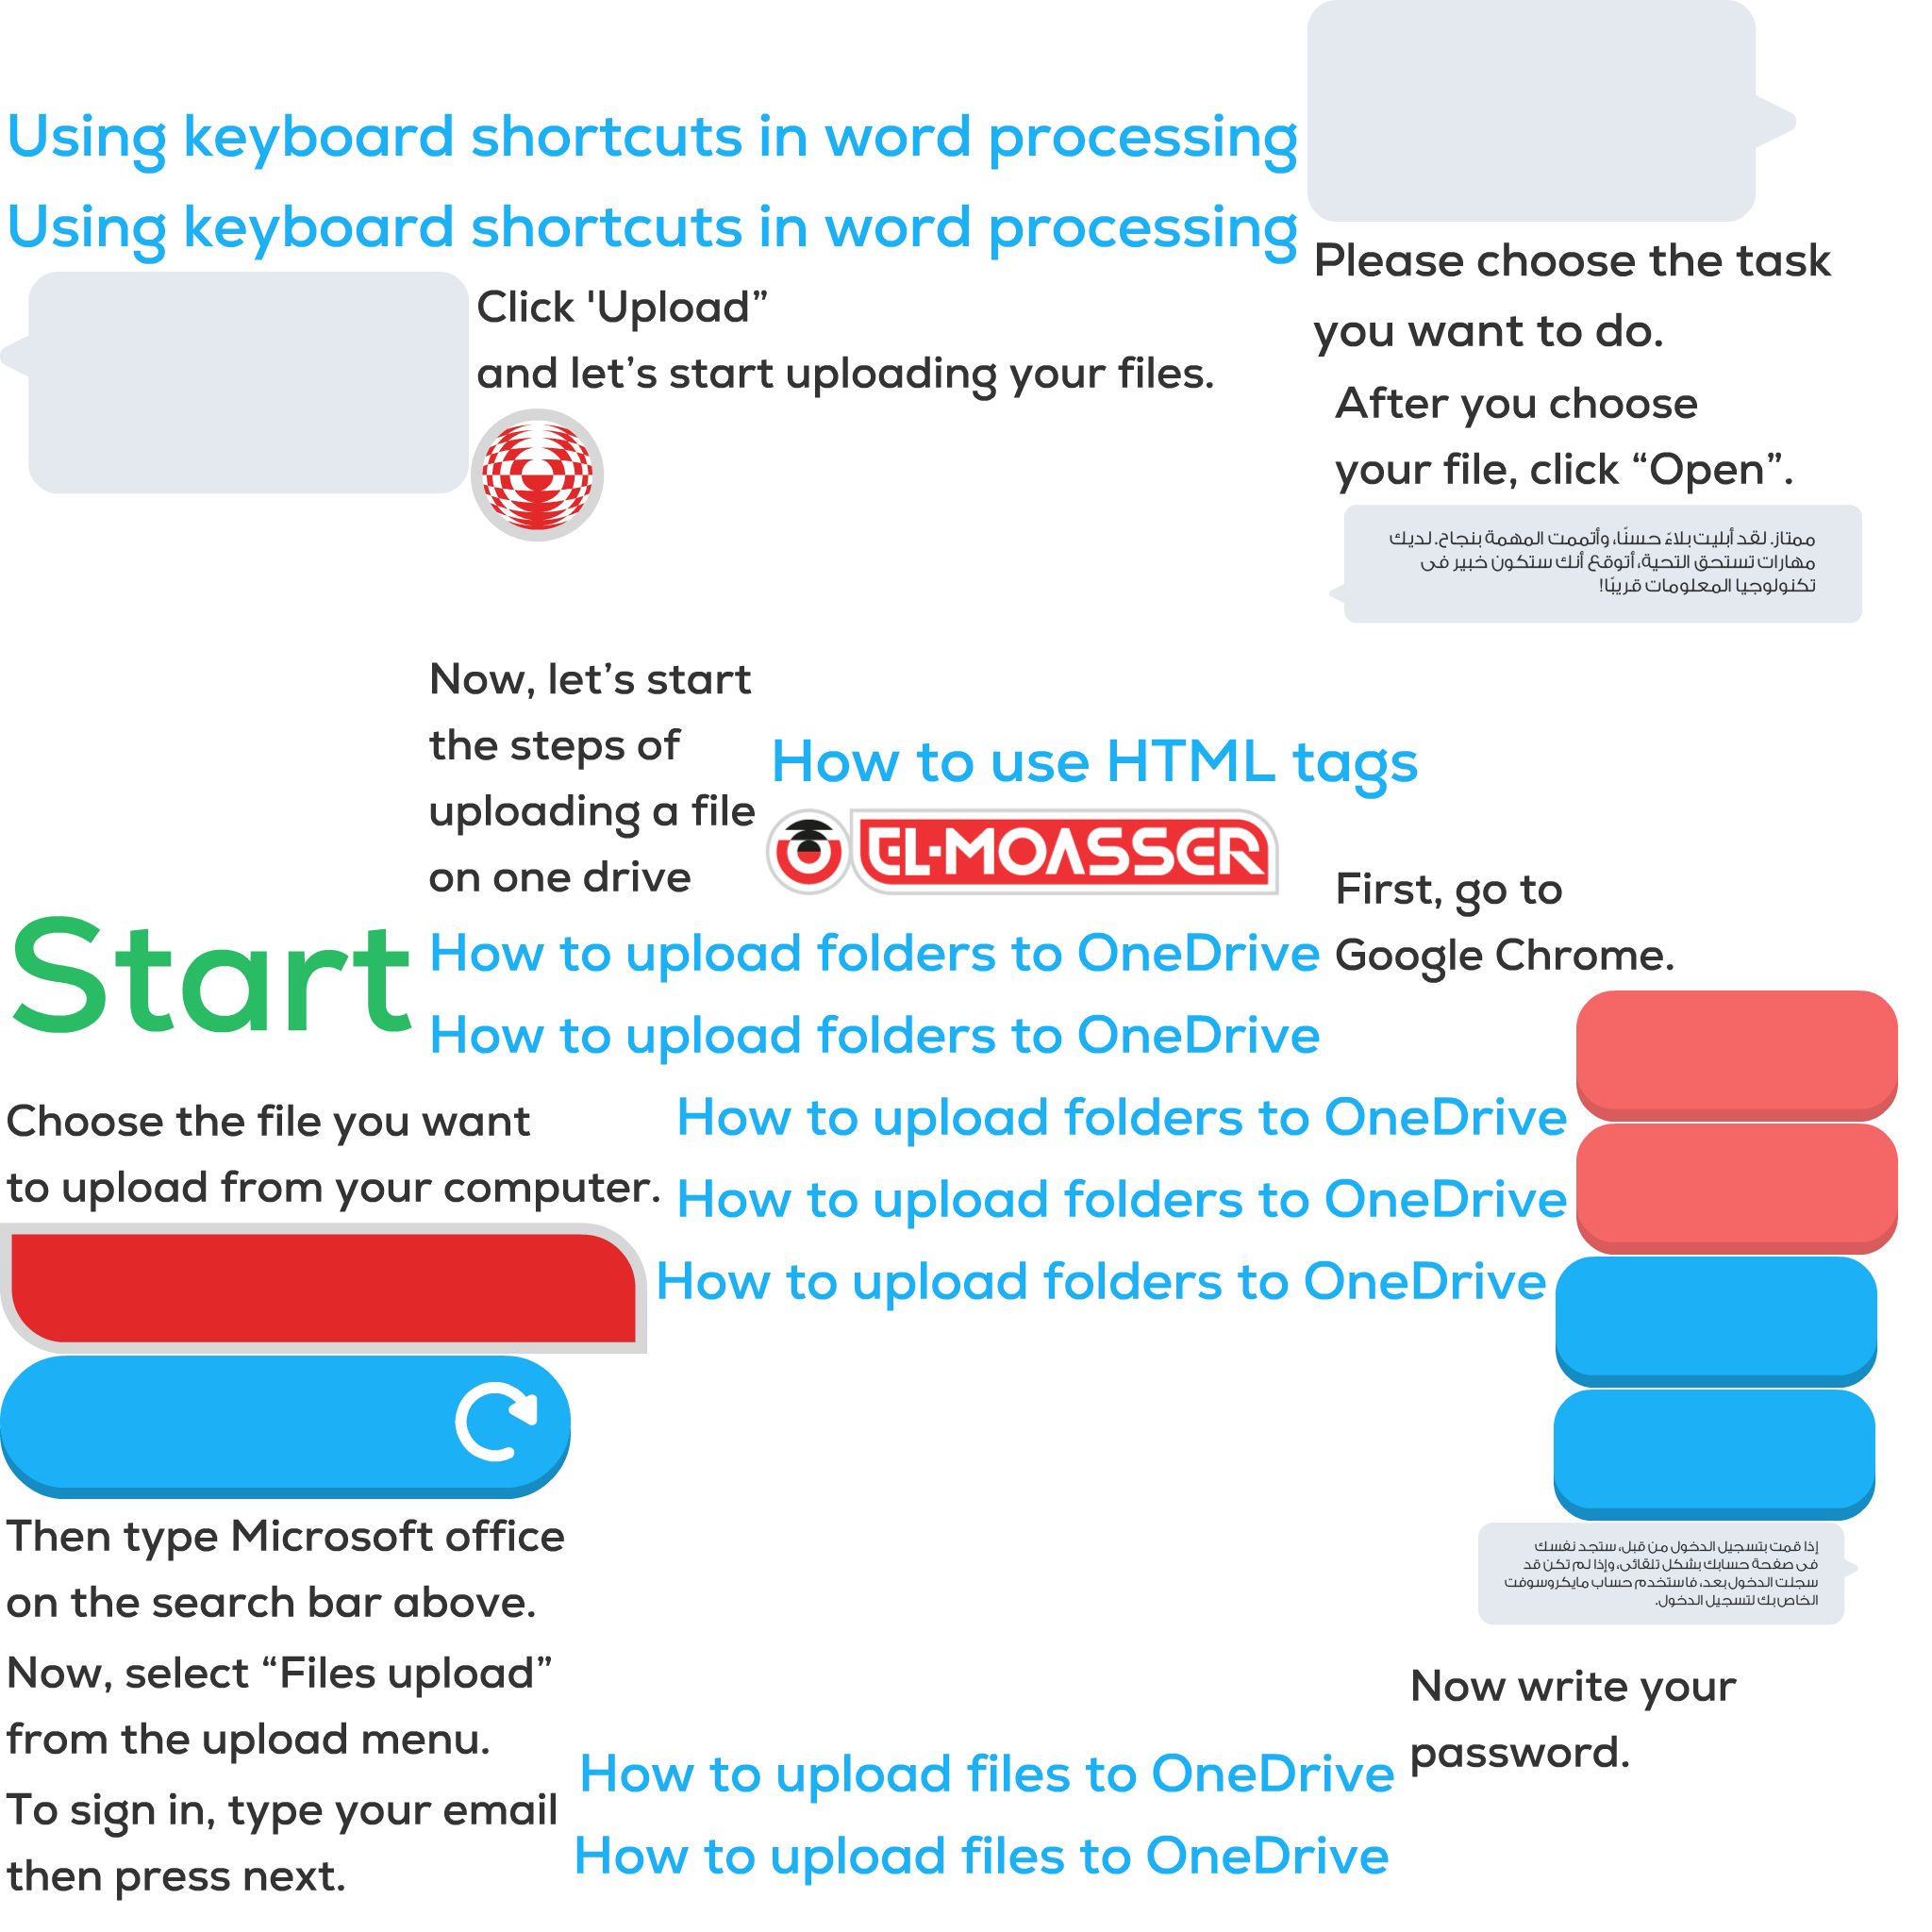 Using keyboard shortcuts in word processing
Using keyboard shortcuts in word processing
Click 'Upload”
and let’s start uploading your files.
Please choose the task
you want to do.
After you choose
your file, click “Open”.
ممتاز. لقد أبليت بلاءً حسنًا، وأتممت المهمة بنجاح. لديك
مهارات تستحق التحية، أتوقع أنك ستكون خبير فى
تكنولوجيا المعلومات قريبًا!
Now, let’s start
the steps of
uploading a file
on one drive
How to use HTML tags
EL-MOASSER
First, go to
Google Chrome.
Start
How to upload folders to OneDrive
How to upload folders to OneDrive
Choose the file you want
to upload from your computer.
How to upload folders to OneDrive
How to upload folders to OneDrive
How to upload folders to OneDrive
Then type Microsoft office
on the search bar above.
إذا قمت بتسجيل الدخول من قبل، ستجد نفسك
فى صفحة حسابك بشكل تلقائى، وإذا لم تكن قد
سجلت الدخول بعد، فاستخدم حساب مايكروسوفت
الخاص بك لتسجيل الدخول.
Now, select “Files upload”
from the upload menu.
Now write your
password.
To sign in, type your email
then press next.
How to upload files to OneDrive
How to upload files to OneDrive